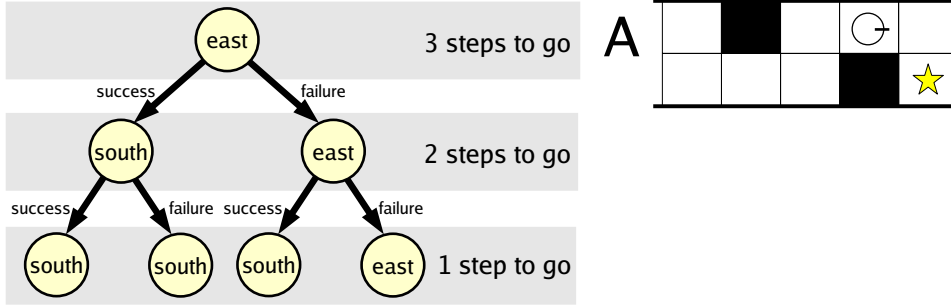 east
3 steps to go
A
success
failure
south
east
2 steps to go
success
failure
success
failure
south
south
south
east
1 step to go